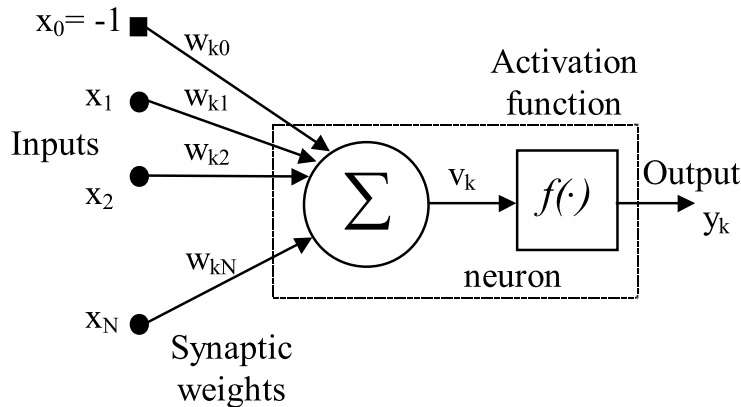 x0= -1
wk0
x1
wk1
Inputs
wk2
x2
wkN
xN
Synaptic
weights
Σ
vk
Activation
function
f(·)
neuron
Output
yk